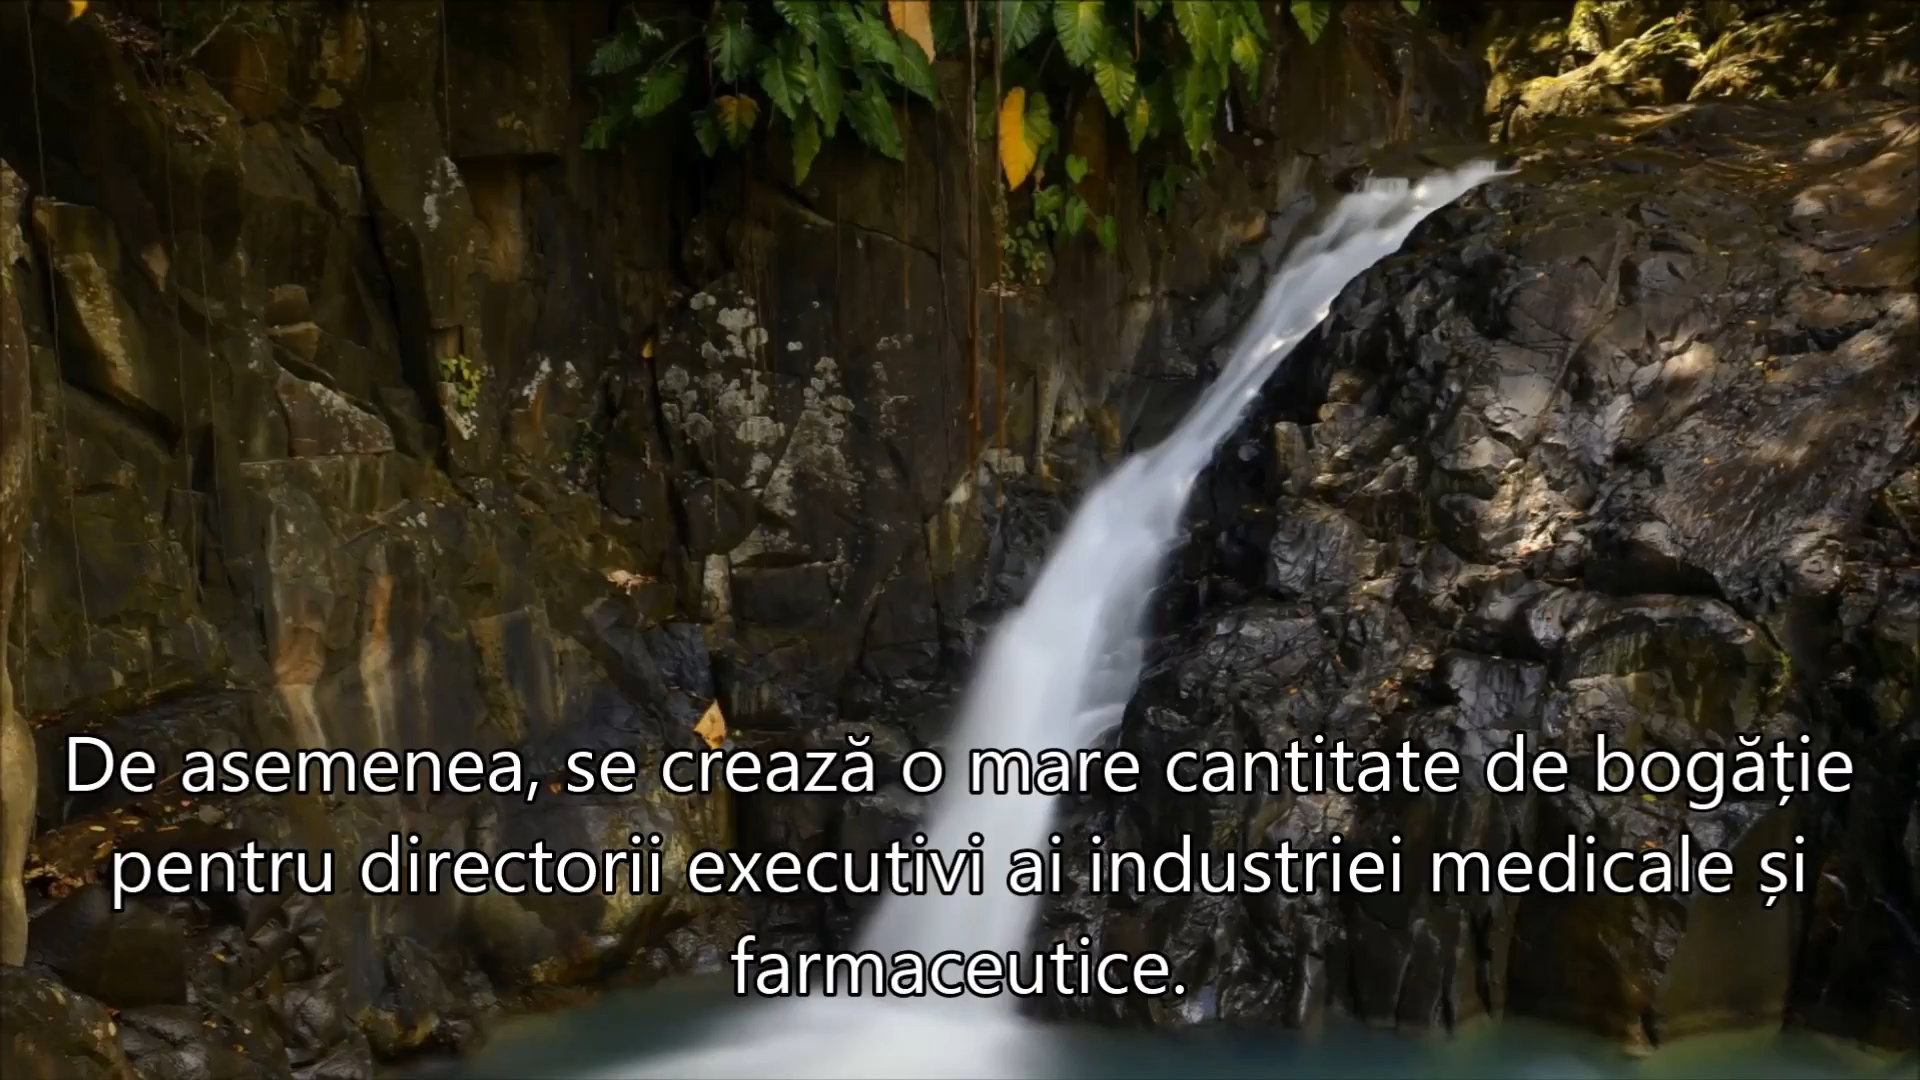 De asemenea, se crează o mare cantitate de bogăție
pentru directorii executivi ai industriei medicale și
farmaceutice.